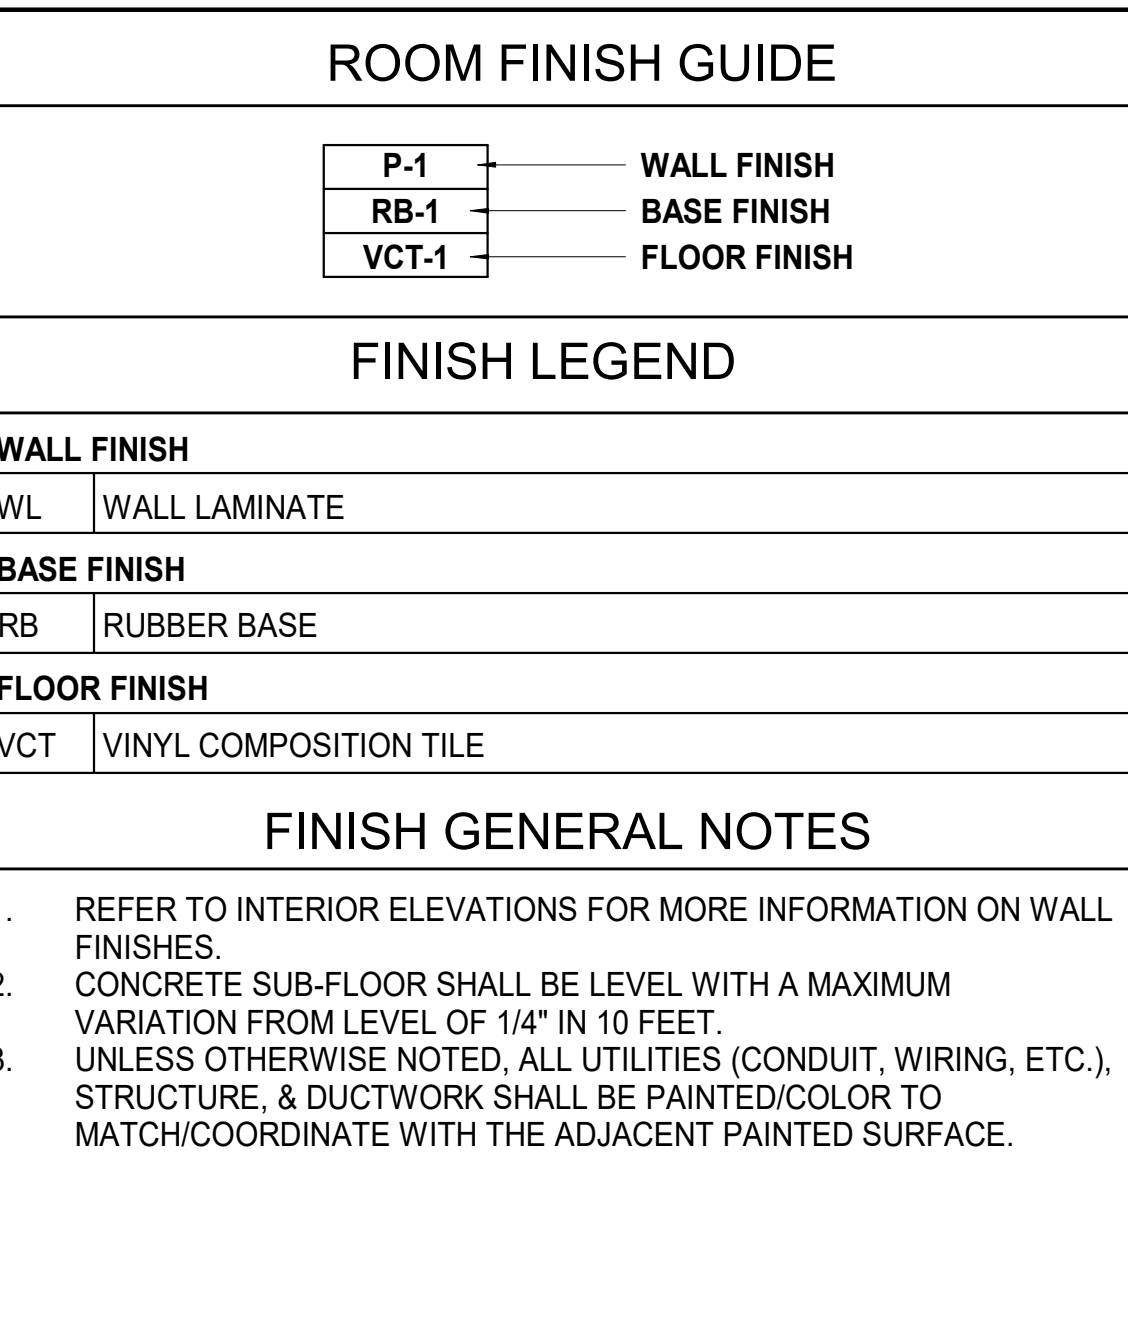 ROOM FINISH GUIDE
P-1 WALL FINISH
RB-1 BASE FINISH
VCT-1 FLOOR FINISH
FINISH LEGEND
WALL FINISH
WL WALL LAMINATE
BASE FINISH
RB RUBBER BASE
FLOOR FINISH
VCT VINYL COMPOSITION TILE
FINISH GENERAL NOTES
. REFER TO INTERIOR ELEVATIONS FOR MORE INFORMATION ON WALL
FINISHES.
2. CONCRETE SUB-FLOOR SHALL BE LEVEL WITH A MAXIMUM
VARIATION FROM LEVEL OF 1/4" IN 10 FEET.
3. UNLESS OTHERWISE NOTED, ALL UTILITIES (CONDUIT, WIRING, ETC.),
STRUCTURE, & DUCTWORK SHALL BE PAINTED/COLOR TO
MATCH/COORDINATE WITH THE ADJACENT PAINTED SURFACE.